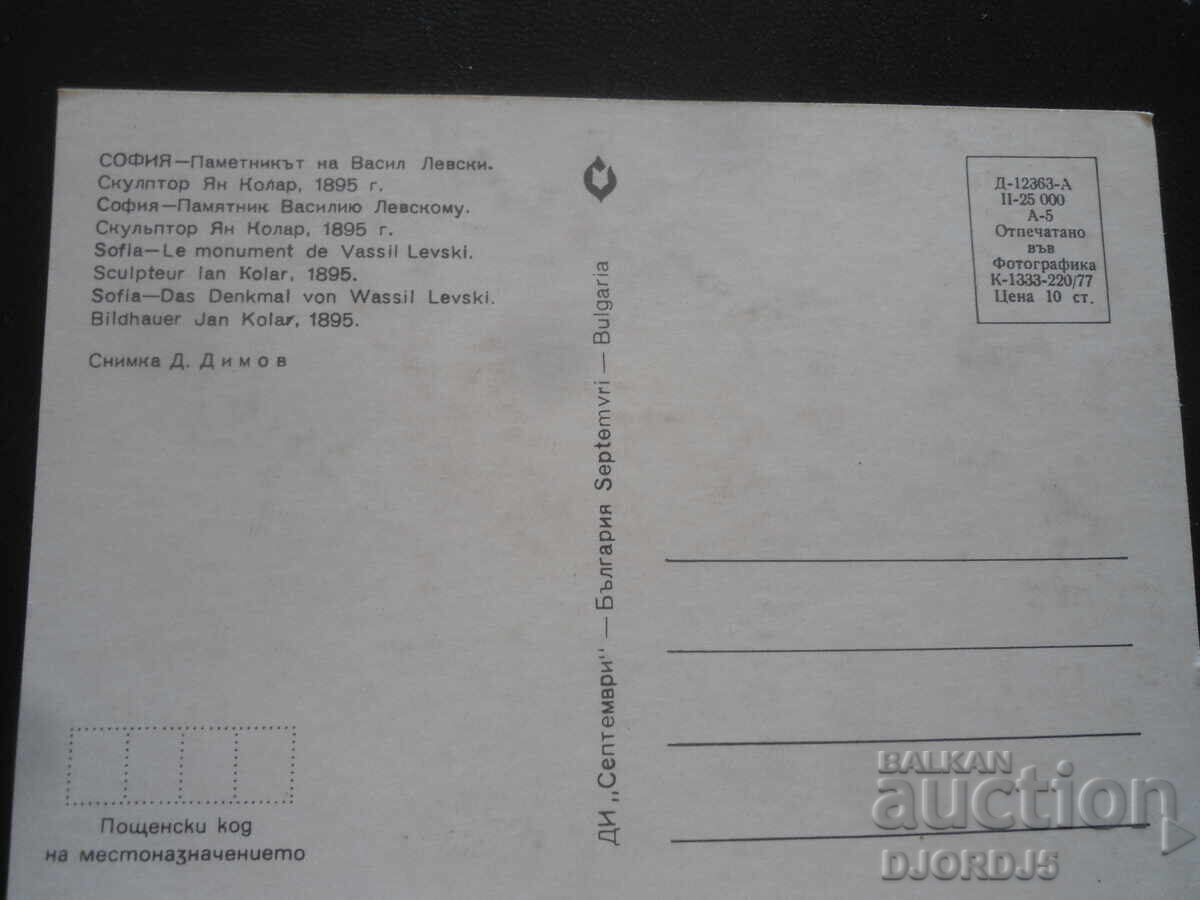 СОФИЯ—Паметникът на Васил Левски.
Скулптор Ян Колар, 1895 г.
София—Памятник Василию Левскому.
Скульптор Ян Колар, 1895 г.
Sofia—Le monument de Vassil Levski.
Sculpteur Ian Kolar, 1895.
Sofia—Das Denkmal von Wassil Levski.
Bildhauer Jan Kolar, 1895.
Снимка Д. Димов
Пощенски код
на местоназначението
ДИ „Септември" — България Septemvri — Bulgaria
Д-12363-А
II-25 000
А-5
Отпечатано
във
Фотографика
К-1333-220/77
Цена 10 ст.
BALKAN
auction
DJORDJ5